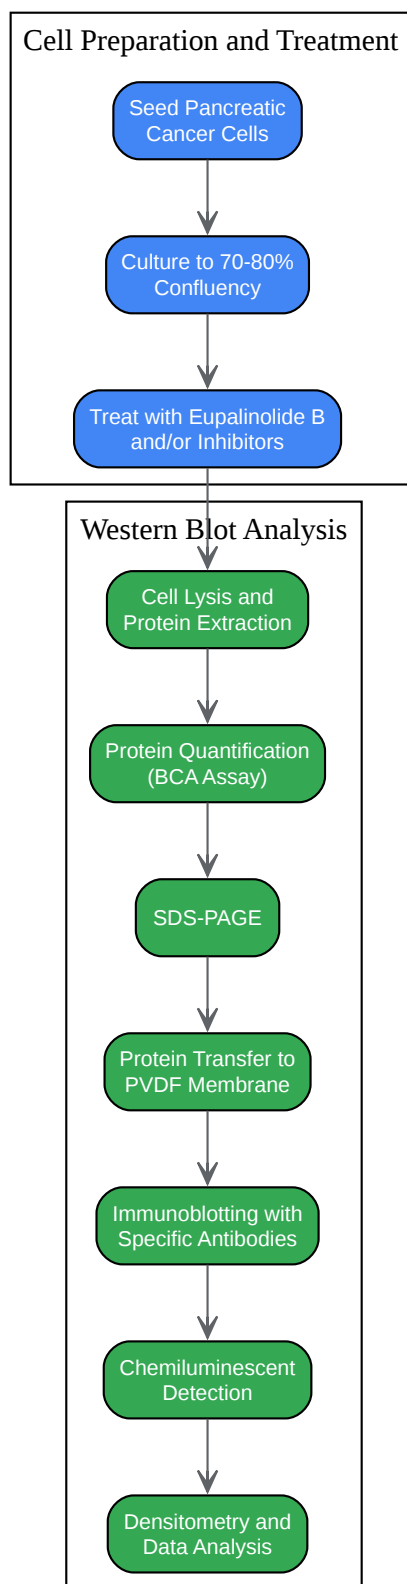 Cell Preparation and Treatment
Seed Pancreatic
Cancer Cells
Culture to 70-80%
Confluency
Treat with Eupalinolide B
and/or Inhibitors
Western Blot Analysis
Cell Lysis and
Protein Extraction
Protein Quantification
(BCA Assay)
SDS-PAGE
Protein Transfer to
PVDF Membrane
Immunoblotting with
Specific Antibodies
Chemiluminescent
Detection
Densitometry and
Data Analysis